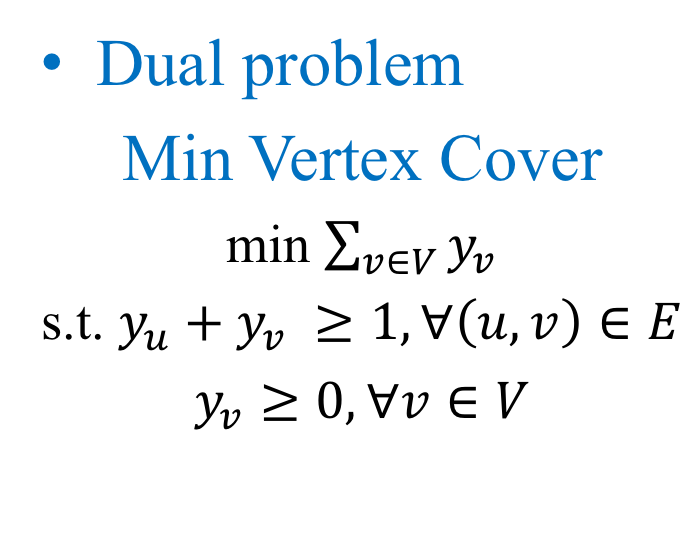 • Dual problem
Min Vertex Cover
min ∑_{v∈V} y_v
s.t. y_u + y_v ≥ 1, ∀(u, v) ∈ E
y_v ≥ 0, ∀v ∈ V